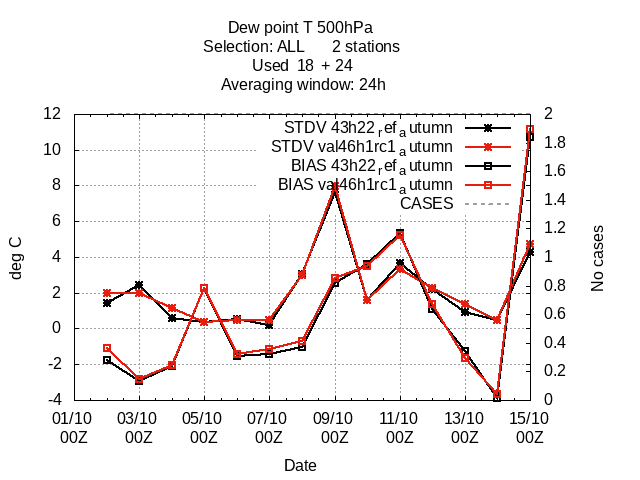 Dew point T 500hPa
Selection: ALL 2 stations
Used 18 + 24
Averaging window: 24h
STDV 43h22_ref_autumn
STDV val46h1rc1_autumn
BIAS 43h22_ref_autumn
BIAS val46h1rc1_autumn
CASES
deg C
12
10
8
6
4
2
0
-2
-4
No cases
2
1.8
1.6
1.4
1.2
1
0.8
0.6
0.4
0.2
0
01/10 03/10 05/10 07/10 09/10 11/10 13/10 15/10
00Z 00Z 00Z 00Z 00Z 00Z 00Z 00Z
Date